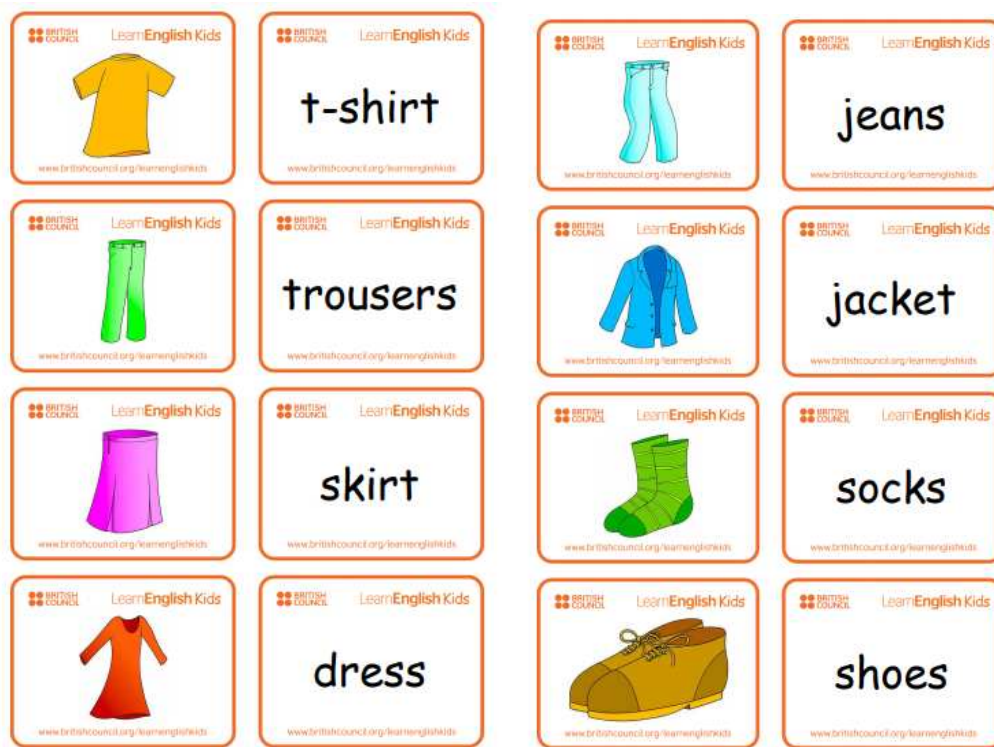 BRITISH COUNCIL LearnEnglish Kids
www.britishcouncil.org/learnenglishkids
BRITISH COUNCIL LearnEnglish Kids
t-shirt
www.britishcouncil.org/learnenglishkids
BRITISH COUNCIL LearnEnglish Kids
www.britishcouncil.org/learnenglishkids
BRITISH COUNCIL LearnEnglish Kids
jeans
www.britishcouncil.org/learnenglishkids
BRITISH COUNCIL LearnEnglish Kids
www.britishcouncil.org/learnenglishkids
BRITISH COUNCIL LearnEnglish Kids
trousers
www.britishcouncil.org/learnenglishkids
BRITISH COUNCIL LearnEnglish Kids
www.britishcouncil.org/learnenglishkids
BRITISH COUNCIL LearnEnglish Kids
jacket
www.britishcouncil.org/learnenglishkids
BRITISH COUNCIL LearnEnglish Kids
www.britishcouncil.org/learnenglishkids
BRITISH COUNCIL LearnEnglish Kids
skirt
www.britishcouncil.org/learnenglishkids
BRITISH COUNCIL LearnEnglish Kids
www.britishcouncil.org/learnenglishkids
BRITISH COUNCIL LearnEnglish Kids
socks
www.britishcouncil.org/learnenglishkids
BRITISH COUNCIL LearnEnglish Kids
www.britishcouncil.org/learnenglishkids
BRITISH COUNCIL LearnEnglish Kids
dress
www.britishcouncil.org/learnenglishkids
BRITISH COUNCIL LearnEnglish Kids
www.britishcouncil.org/learnenglishkids
BRITISH COUNCIL LearnEnglish Kids
shoes
www.britishcouncil.org/learnenglishkids